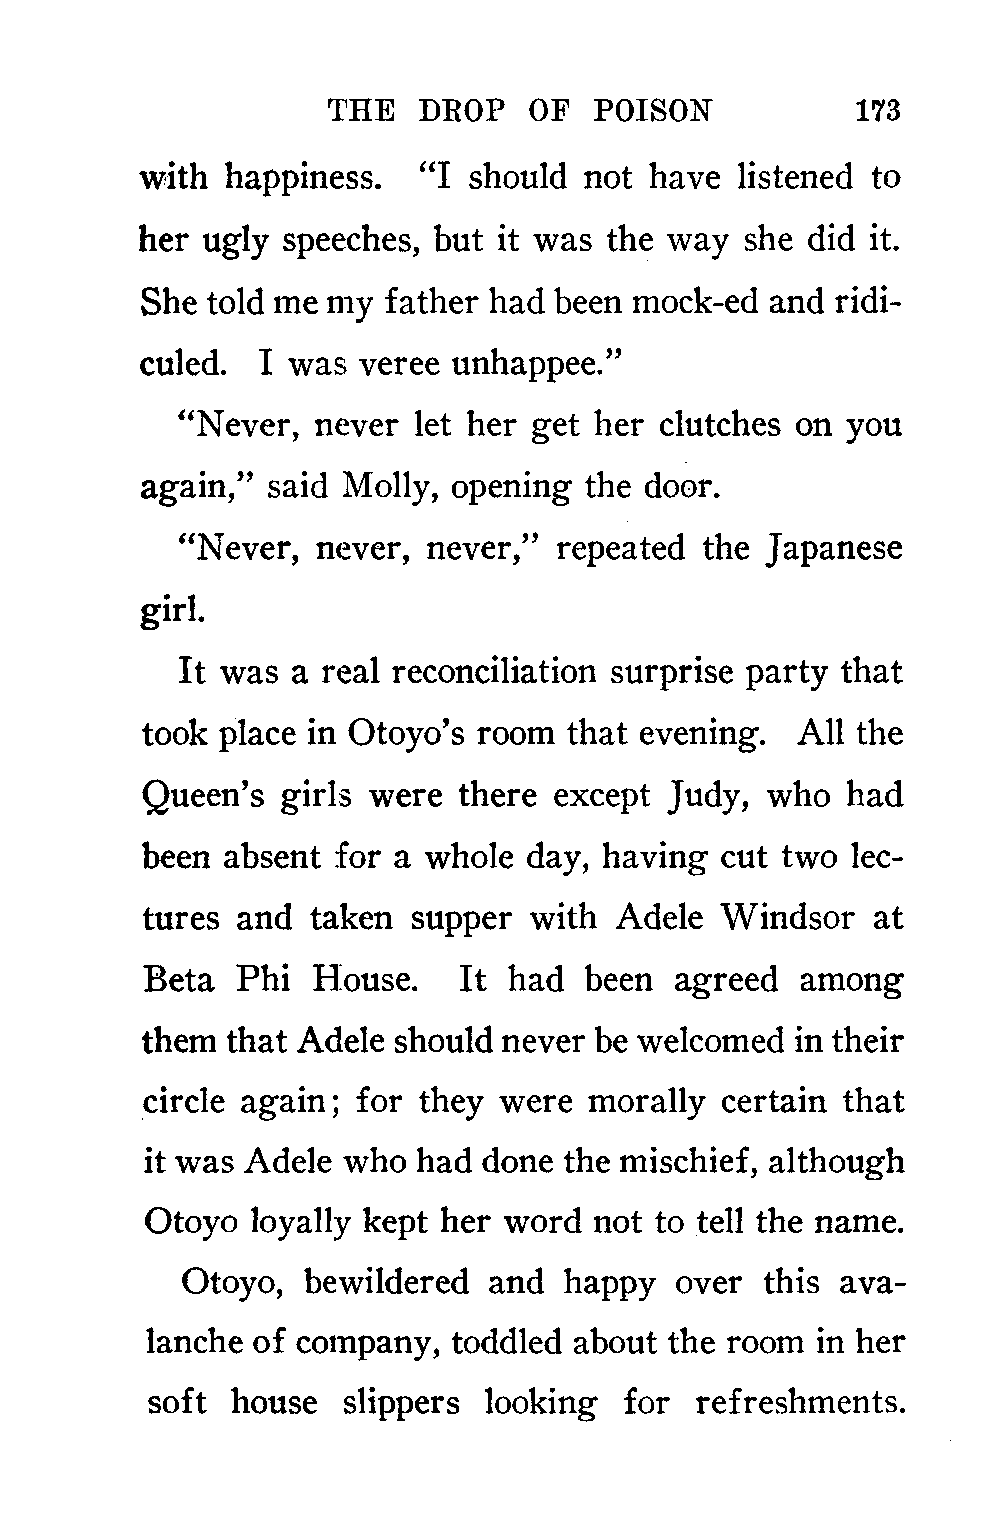 THE DROP OF POISON 173
with happiness. “I should not have listened to
her ugly speeches, but it was the way she did it.
She told me my father had been mock-ed and ridi-
culed. I was veree unhappee.”
“Never, never let her get her clutches on you
again,” said Molly, opening the door.
“Never, never, never,” repeated the Japanese
girl.
It was a real reconciliation surprise party that
took place in Otoyo’s room that evening. All the
Queen’s girls were there except Judy, who had
been absent for a whole day, having cut two lec-
tures and taken supper with Adele Windsor at
Beta Phi House. It had been agreed among
them that Adele should never be welcomed in their
circle again; for they were morally certain that
it was Adele who had done the mischief, although
Otoyo loyally kept her word not to tell the name.
Otoyo, bewildered and happy over this ava-
lanche of company, toddled about the room in her
soft house slippers looking for refreshments.